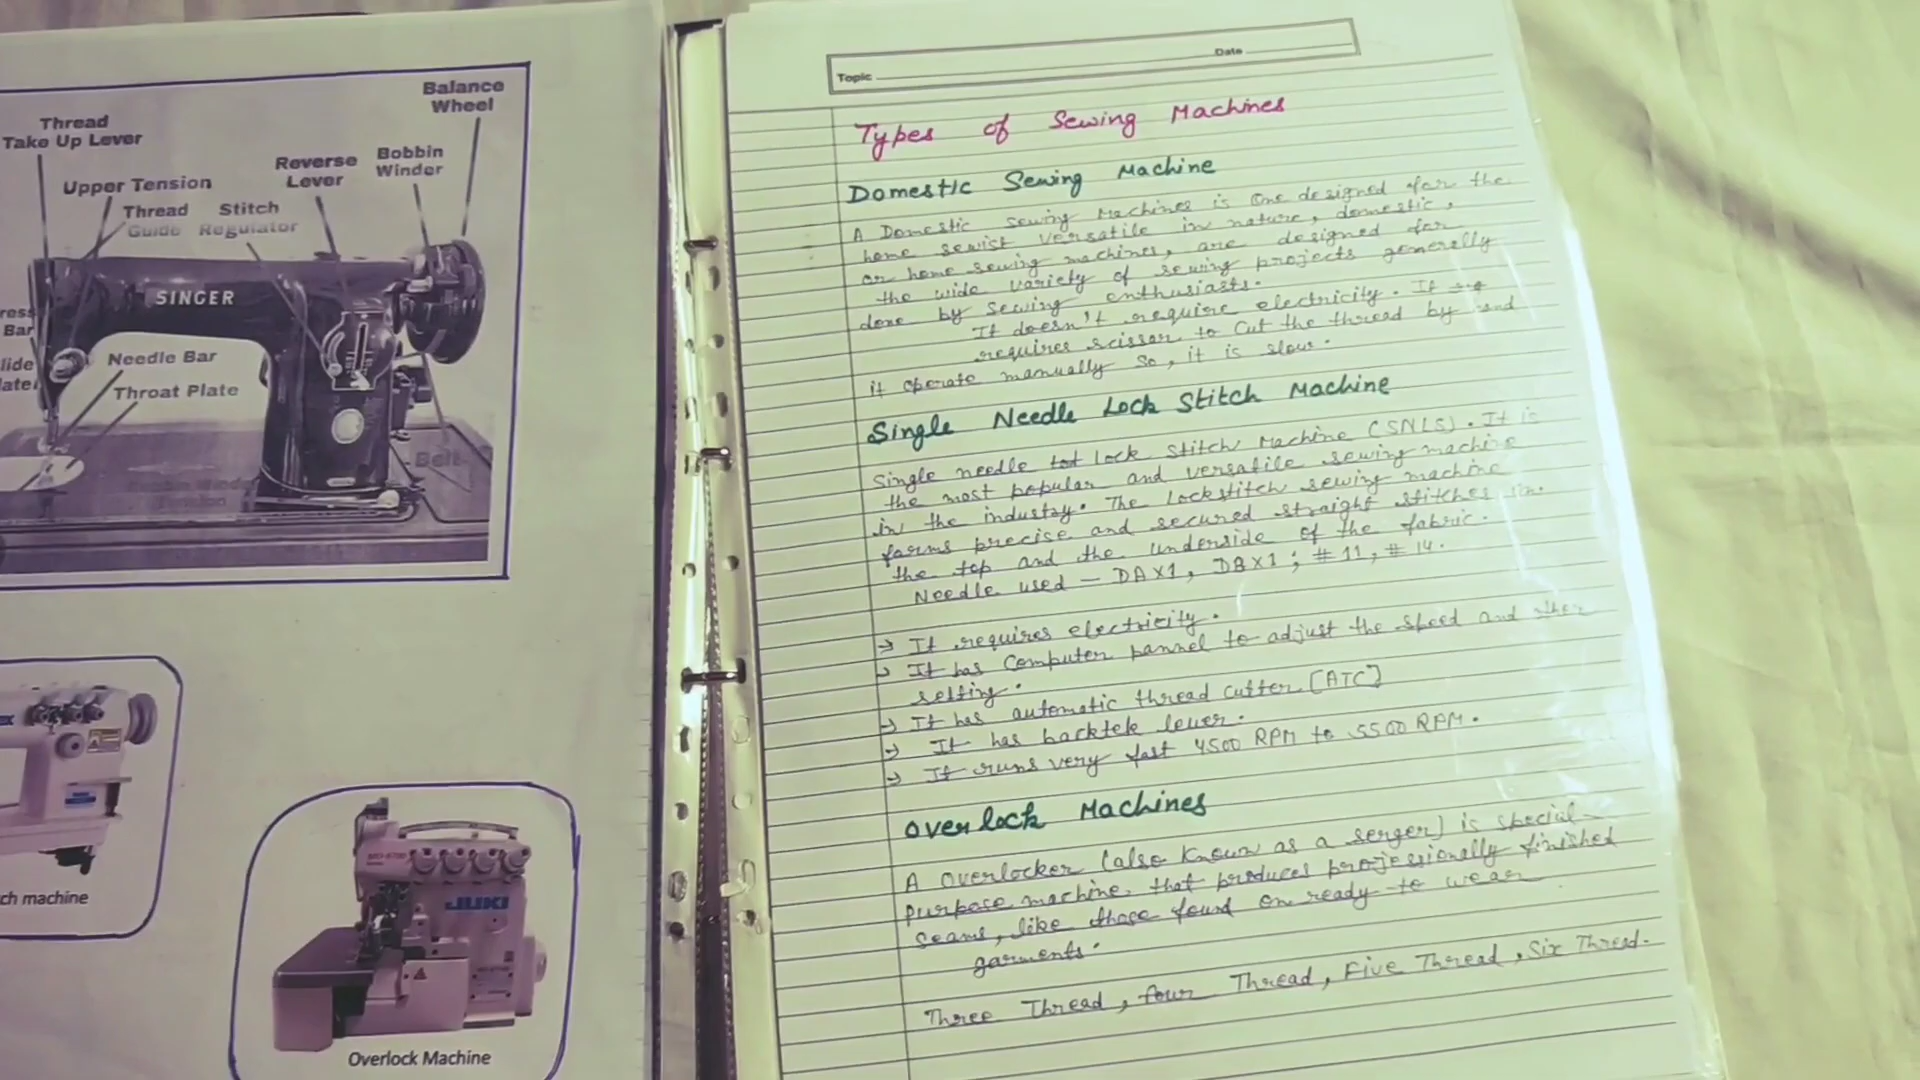 Balance
Wheel
Thread
Take Up Lever
Reverse
Lever
Bobbin
Winder
Upper Tension
Thread
Guide
Stitch
Regulator
SINGER
Bar
Needle Bar
Throat Plate
Belt
ch machine
JUKI
Overlock Machine
Topic
Date
Types of Sewing Machines
Domestic Sewing Machine
A Domestic Sewing Machines is one designed for the
home sewist versatile in nature, domestic,
or home sewing machines, are designed for
the wide variety of sewing projects generally
done by sewing enthusiasts.
It doesn't require electricity. It
requires scissor to cut the thread by and
it operate manually so, it is slow.
Single Needle Lock Stitch Machine
Single needle lock stitch Machine (SNLS). It is
the most popular and versatile sewing machine
in the industry. The lockstitch sewing machine
forms precise and secured straight stitches in
the top and the underside of the fabric.
Needle used - DA×1, DB×1; #11, #14.
→ It requires electricity.
→ It has Computer pannel to adjust the speed and other
setting.
→ It has automatic thread cutter [ATC]
→ It has backtek lever.
→ It runs very fast 4500 RPM to 5500 RPM.
Overlock Machines
A overlocker (also known as a serger) is special-
purpose machine, that produces projessionally finished
seams, like those found on ready-to wear
garments.
Three Thread, four Thread, Five Thread, Six Thread.